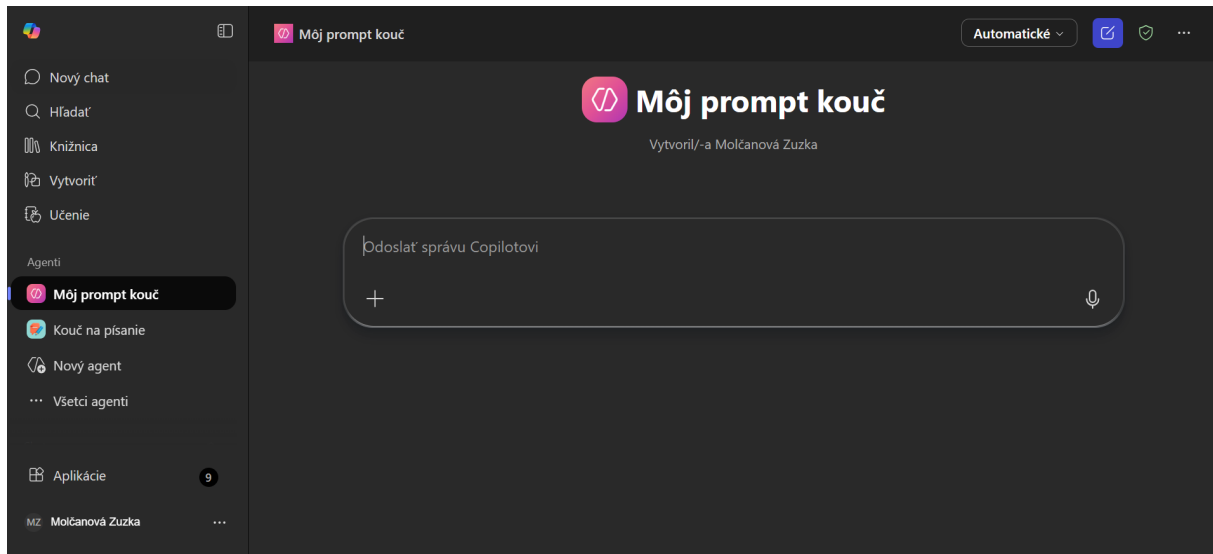 Nový chat
Hľadať
Knižnica
Vytvoriť
Učenie
Agenti
Môj prompt kouč
Kouč na písanie
Nový agent
Všetci agenti
Aplikácie
9
MZ Molčanová Zuzka
Môj prompt kouč
Automatické
Môj prompt kouč
Vytvoril/-a Molčanová Zuzka
Odoslať správu Copilotovi